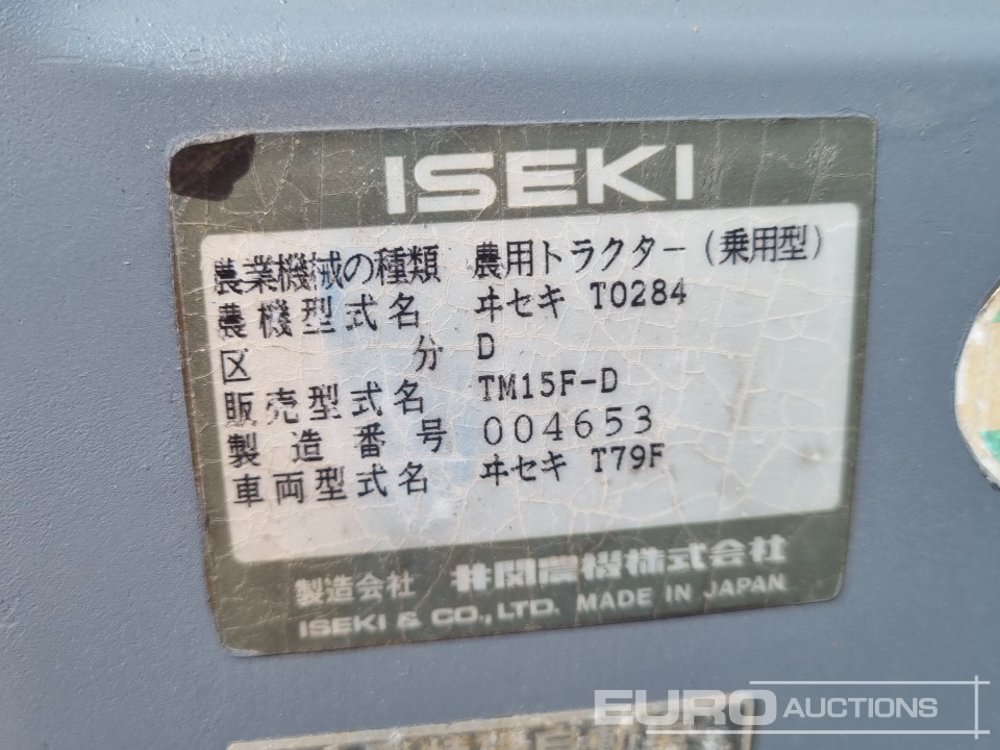 ISEKI
農業機械の種類 農用トラクター(乗用型)
農機型式名 ヰセキ T0284
区分 D
販売型式名 TM15F-D
製造番号 004653
車両型式名 ヰセキ T79F
製造会社 井関農機株式会社
ISEKI & CO., LTD. MADE IN JAPAN
EURO AUCTIONS